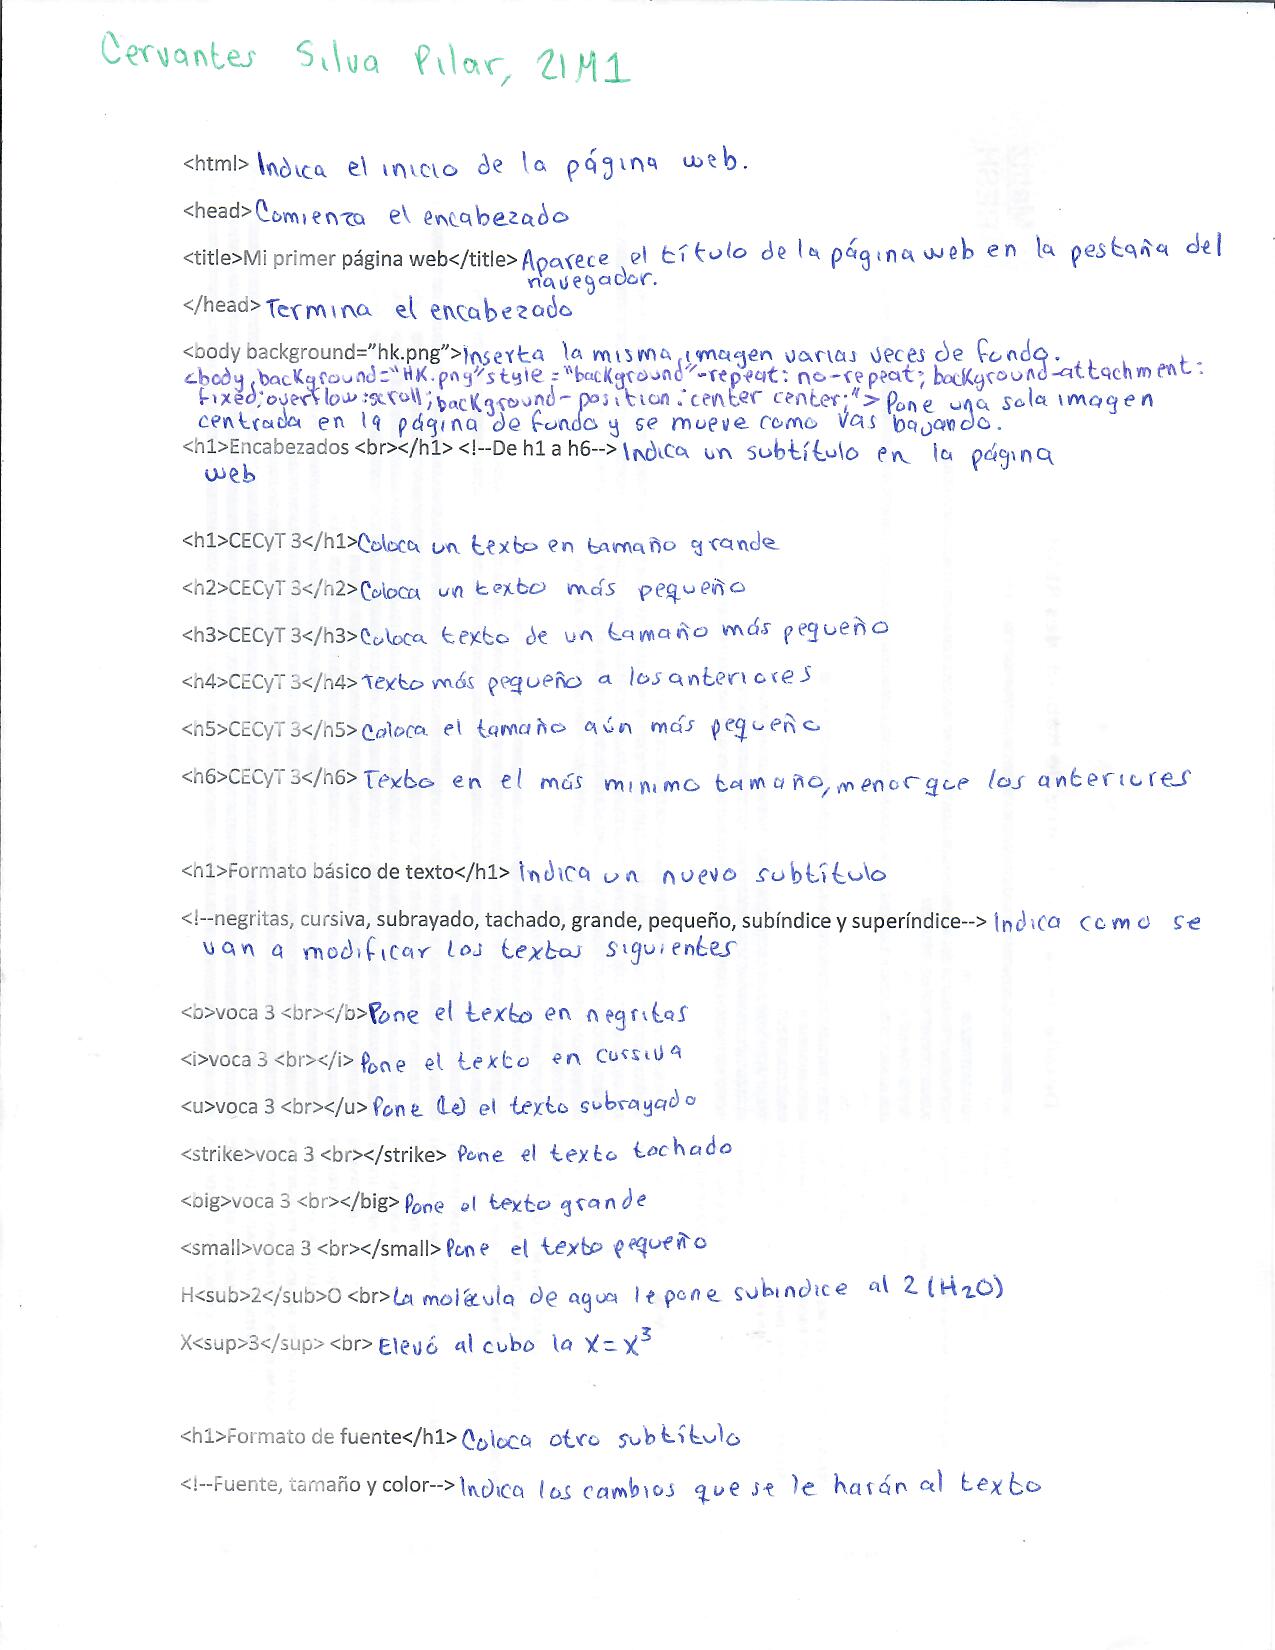 Cervantes Silva Pilar, 21M1
<html> Indica el inicio de la página web.
<head> Comienza el encabezado
<title>Mi primer página web</title> Aparece el título de la página web en la pestaña del
navegador.
</head> Termina el encabezado
<body background="hk.png"> inserta la misma imagen varias veces de fondo.
<body background="HK.png" style="background"-repeat: no-repeat; background-attachment:
fixed; overflow:scroll; background-position: center center;"> Pone una sola imagen
centrada en la página de fondo y se mueve como vas bajando.
<h1>Encabezados <br></h1> <!--De h1 a h6--> Indica un subtítulo en la página
web
<h1>CECyT 3</h1> Coloca un texto en tamaño grande
<h2>CECyT 3</h2> Coloca un texto más pequeño
<h3>CECyT 3</h3> Coloca texto de un tamaño más pequeño
<h4>CECyT 3</h4> Texto más pequeño a los anteriores
<h5>CECyT 3</h5> Coloca el tamaño aún más pequeño
<h6>CECyT 3</h6> Texto en el más minimo tamaño, menor que los anteriores
<h1>Formato básico de texto</h1> indica un nuevo subtítulo
<!--negritas, cursiva, subrayado, tachado, grande, pequeño, subíndice y superíndice--> indica como se
van a modificar los textos siguientes
<b>voca 3 <br></b> Pone el texto en negritas
<i>voca 3 <br></i> Pone el texto en cursiva
<u>voca 3 <br></u> Pone (le) el texto subrayado
<strike>voca 3 <br></strike> Pone el texto tachado
<big>voca 3 <br></big> Pone el texto grande
<small>voca 3 <br></small> Pone el texto pequeño
H<sub>2</sub>O <br> La molécula de agua le pone subindice al 2 (H₂O)
X<sup>3</sup> <br> Elevó al cubo la X = X³
<h1>Formato de fuente</h1> Coloca otro subtítulo
<!--Fuente, tamaño y color--> Indica los cambios que se le harán al texto